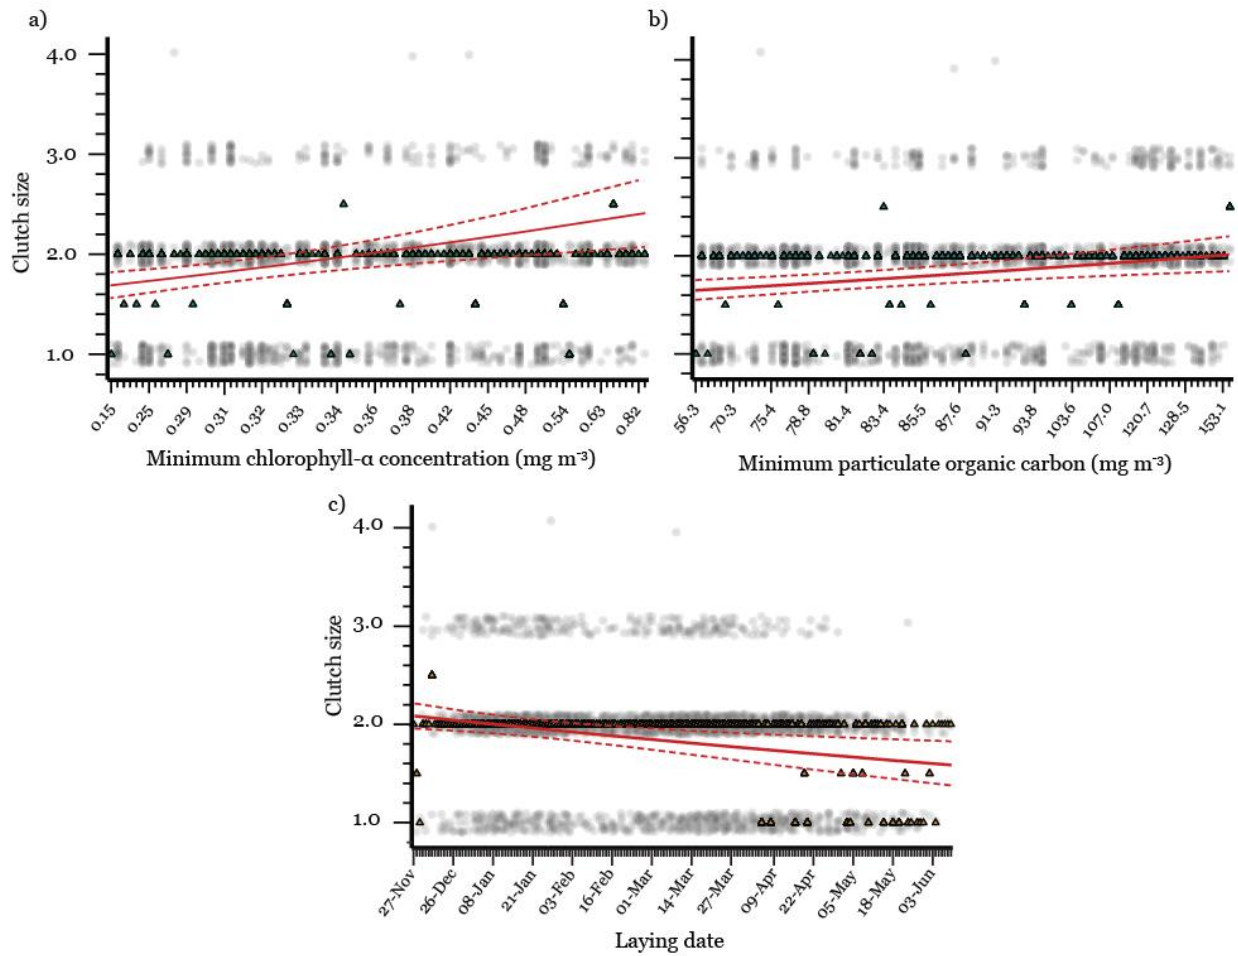 a)
4.0
3.0
2.0
1.0
Clutch size
0.15 0.25 0.29 0.31 0.32 0.33 0.34 0.36 0.38 0.42 0.45 0.48 0.54 0.63 0.82
Minimum chlorophyll-α concentration (mg m⁻³)
b)
56.3 70.3 75.4 78.8 81.4 83.4 85.5 87.6 91.3 93.8 103.6 107.0 120.7 128.5 153.1
Minimum particulate organic carbon (mg m⁻³)
c)
4.0
3.0
2.0
1.0
Clutch size
27-Nov 26-Dec 08-Jan 21-Jan 03-Feb 16-Feb 01-Mar 14-Mar 27-Mar 09-Apr 22-Apr 05-May 18-May 03-Jun
Laying date